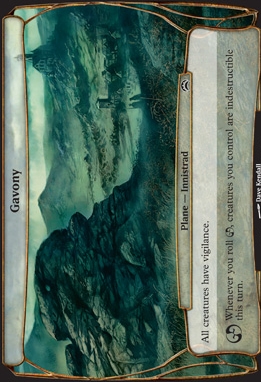 Gavony
Plane — Innistrad
All creatures have vigilance.
Whenever you roll , creatures you control are indestructible
this turn.
Dave Kendall